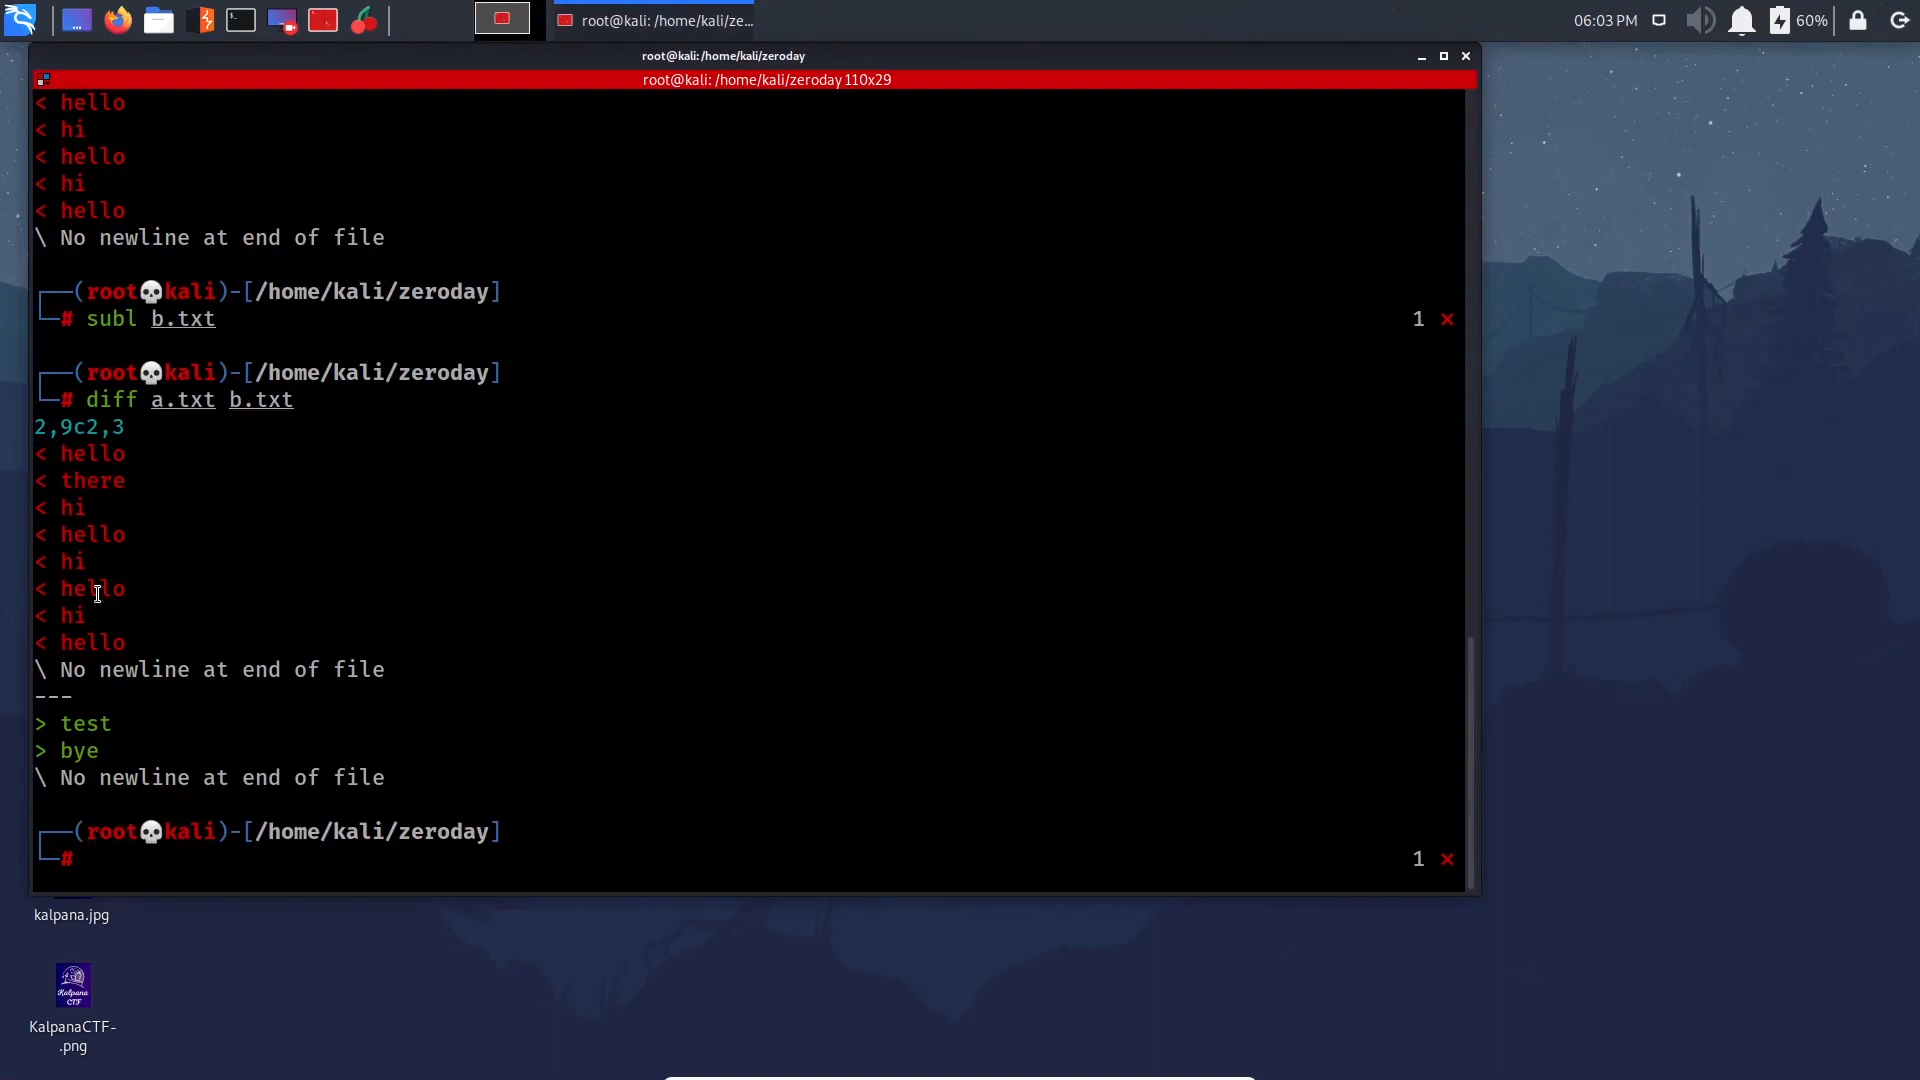 root@kali: /home/kali/ze...
06:03 PM
60%
root@kali: /home/kali/zeroday
root@kali: /home/kali/zeroday 110x29
< hello
< hi
< hello
< hi
< hello
\ No newline at end of file
┌──(root💀kali)-[/home/kali/zeroday]
└─# subl b.txt 1 ✕
┌──(root💀kali)-[/home/kali/zeroday]
└─# diff a.txt b.txt
2,9c2,3
< hello
< there
< hi
< hello
< hi
< hello
< hi
< hello
\ No newline at end of file
---
> test
> bye
\ No newline at end of file
┌──(root💀kali)-[/home/kali/zeroday]
└─# 1 ✕
kalpana.jpg
Kalpana
CTF
KalpanaCTF-
.png